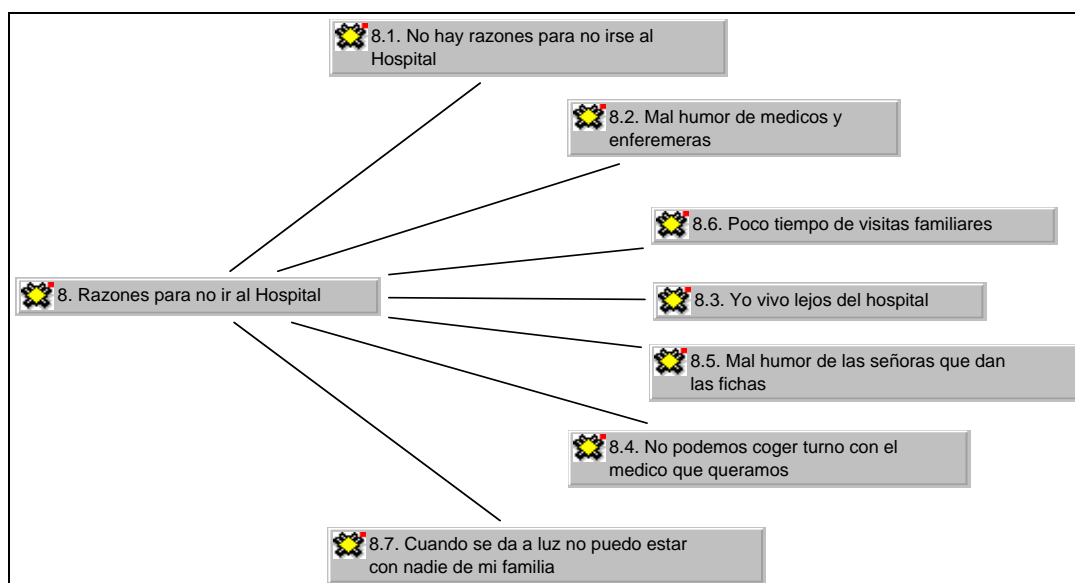 8.1. No hay razones para no irse al
Hospital
8.2. Mal humor de medicos y
enferemeras
8.6. Poco tiempo de visitas familiares
8. Razones para no ir al Hospital
8.3. Yo vivo lejos del hospital
8.5. Mal humor de las señoras que dan
las fichas
8.4. No podemos coger turno con el
medico que queramos
8.7. Cuando se da a luz no puedo estar
con nadie de mi familia